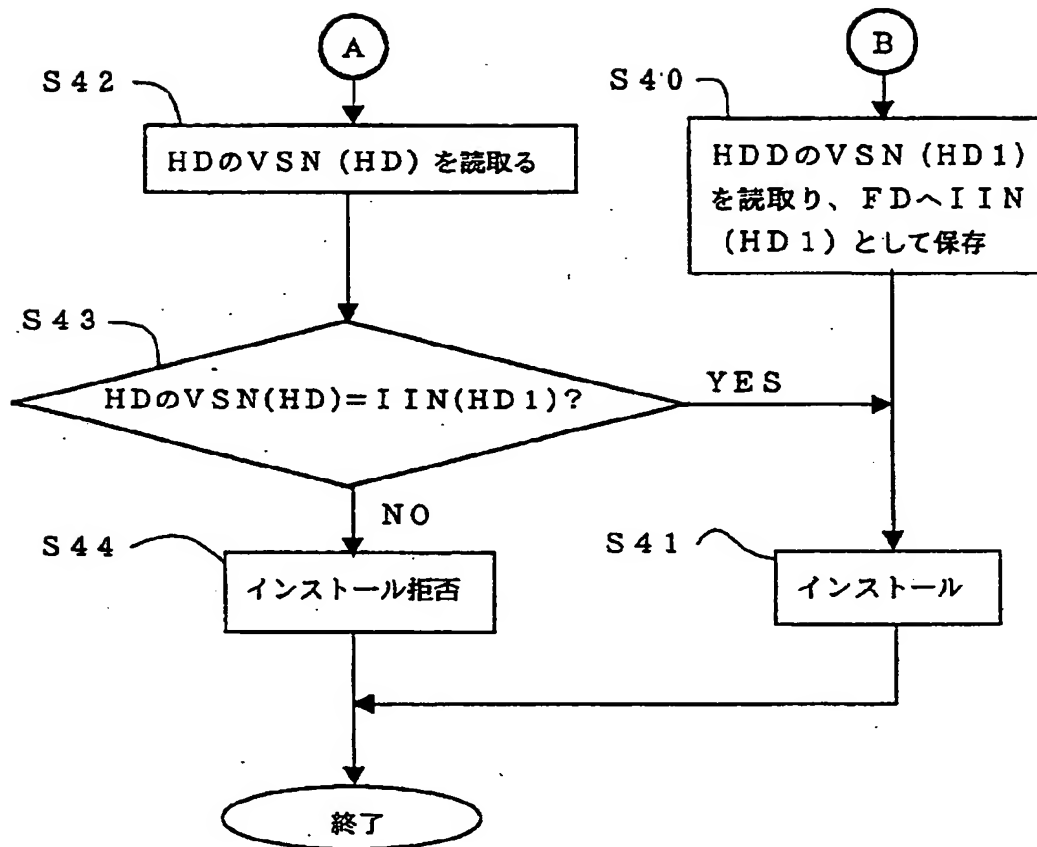 A
B
S42
S40
HDのVSN(HD)を読取る
HDDのVSN(HD1)
を読取り、FDへIIN
(HD1)として保存
S43
HDのVSN(HD)=IIN(HD1)?
YES
NO
S44
S41
インストール拒否
インストール
終了